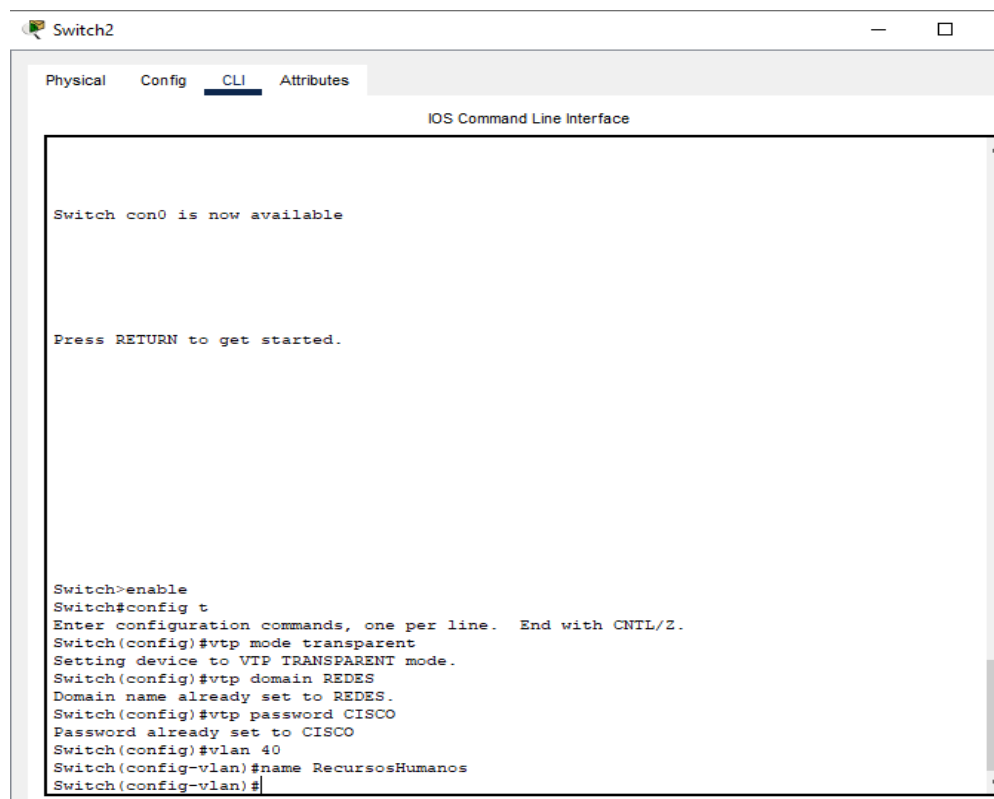 Switch2
Physical Config CLI Attributes
IOS Command Line Interface
Switch con0 is now available
Press RETURN to get started.
Switch>enable
Switch#config t
Enter configuration commands, one per line.  End with CNTL/Z.
Switch(config)#vtp mode transparent
Setting device to VTP TRANSPARENT mode.
Switch(config)#vtp domain REDES
Domain name already set to REDES.
Switch(config)#vtp password CISCO
Password already set to CISCO
Switch(config)#vlan 40
Switch(config-vlan)#name RecursosHumanos
Switch(config-vlan)#